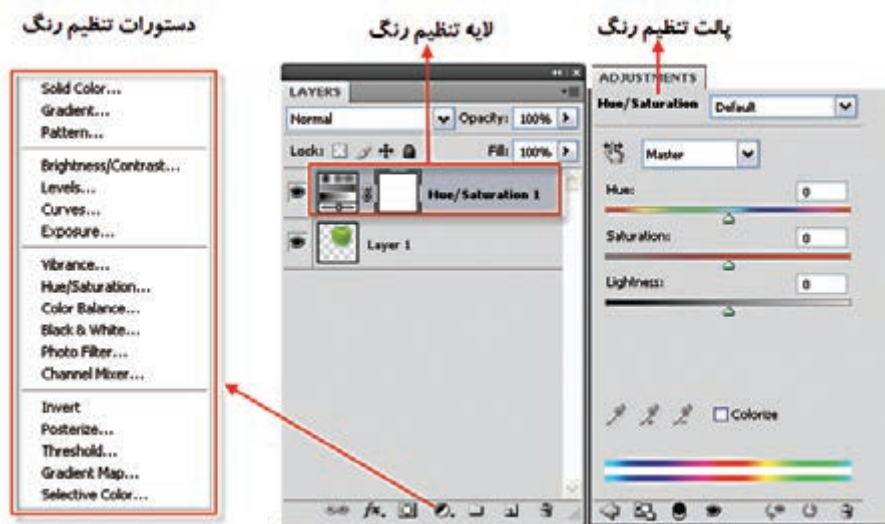 دستورات تنظیم رنگ
لایه تنظیم رنگ
پالت تنظیم رنگ
Solid Color...
Gradient...
Pattern...
Brightness/Contrast...
Levels...
Curves...
Exposure...
Vibrance...
Hue/Saturation...
Color Balance...
Black & White...
Photo Filter...
Channel Mixer...
Invert
Posterize...
Threshold...
Gradient Map...
Selective Color...
LAYERS
Normal Opacity: 100%
Lock: Fill: 100%
Hue/Saturation 1
Layer 1
fx.
ADJUSTMENTS
Hue/Saturation Default
Master
Hue: 0
Saturation: 0
Lightness: 0
Colorize